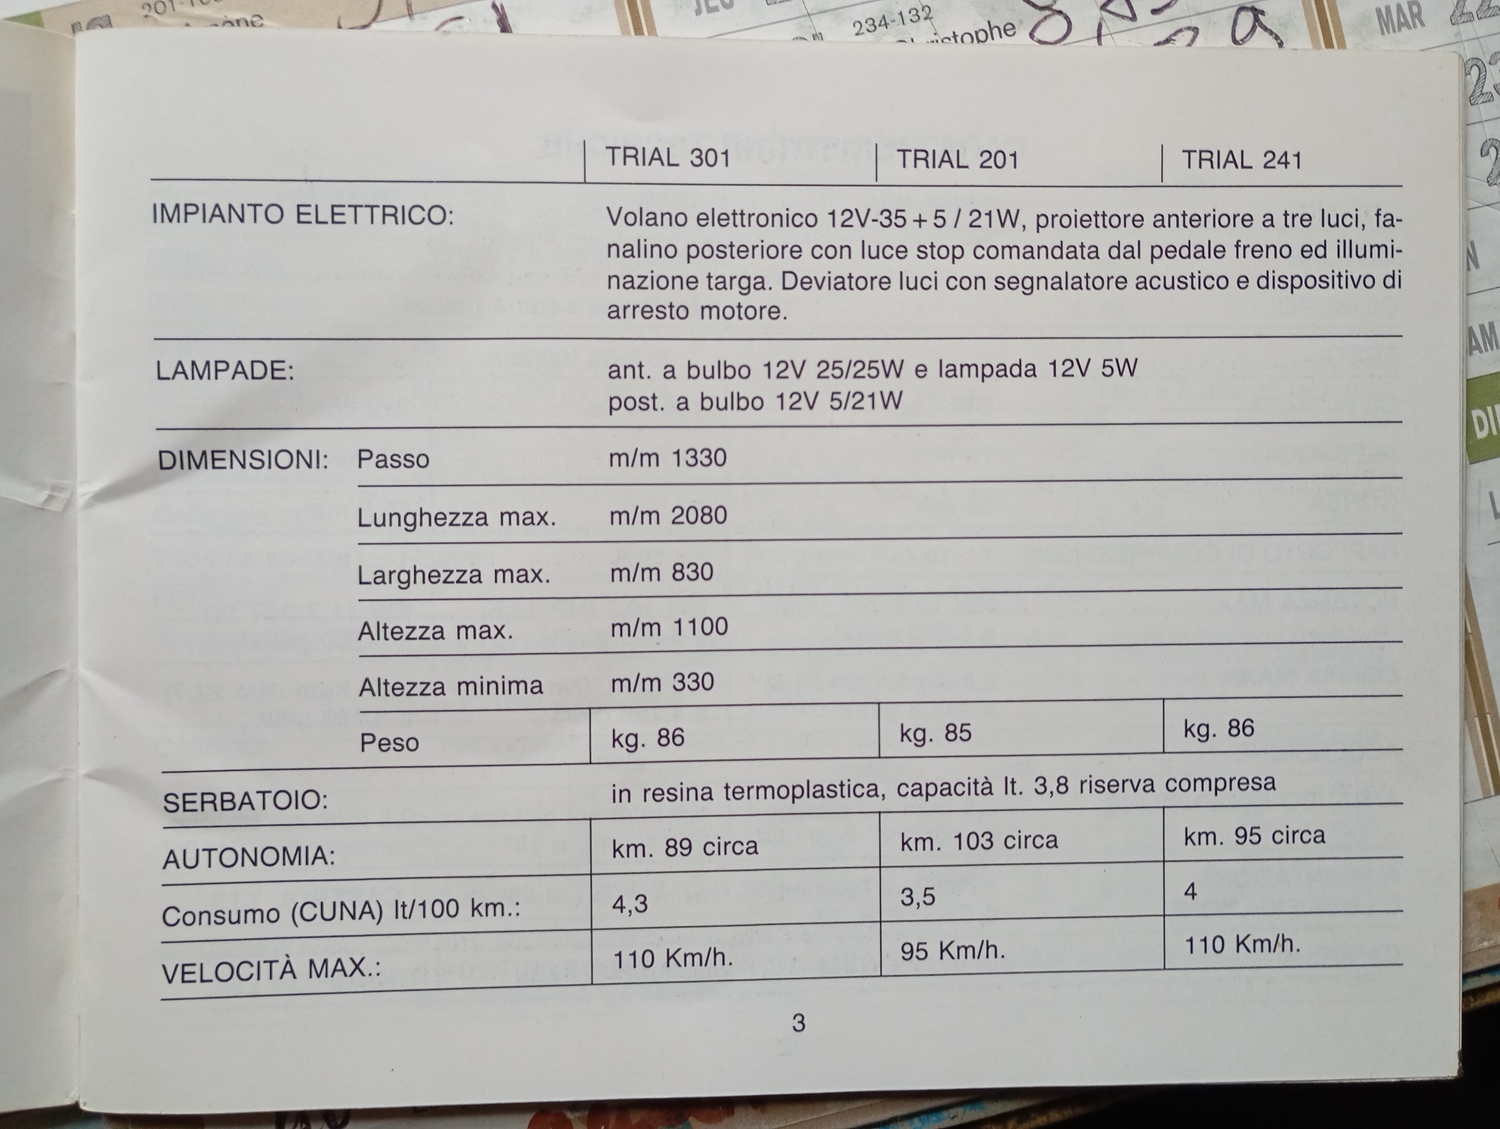 201-16
234-132
Christophe
MAR
TRIAL 301 TRIAL 201 TRIAL 241
IMPIANTO ELETTRICO: Volano elettronico 12V-35 + 5 / 21W, proiettore anteriore a tre luci, fa-
nalino posteriore con luce stop comandata dal pedale freno ed illumi-
nazione targa. Deviatore luci con segnalatore acustico e dispositivo di
arresto motore.
LAMPADE: ant. a bulbo 12V 25/25W e lampada 12V 5W
post. a bulbo 12V 5/21W
DIMENSIONI: Passo m/m 1330
Lunghezza max. m/m 2080
Larghezza max. m/m 830
Altezza max. m/m 1100
Altezza minima m/m 330
Peso kg. 86 kg. 85 kg. 86
SERBATOIO: in resina termoplastica, capacità lt. 3,8 riserva compresa
AUTONOMIA: km. 89 circa km. 103 circa km. 95 circa
Consumo (CUNA) lt/100 km.: 4,3 3,5 4
VELOCITÀ MAX.: 110 Km/h. 95 Km/h. 110 Km/h.
3